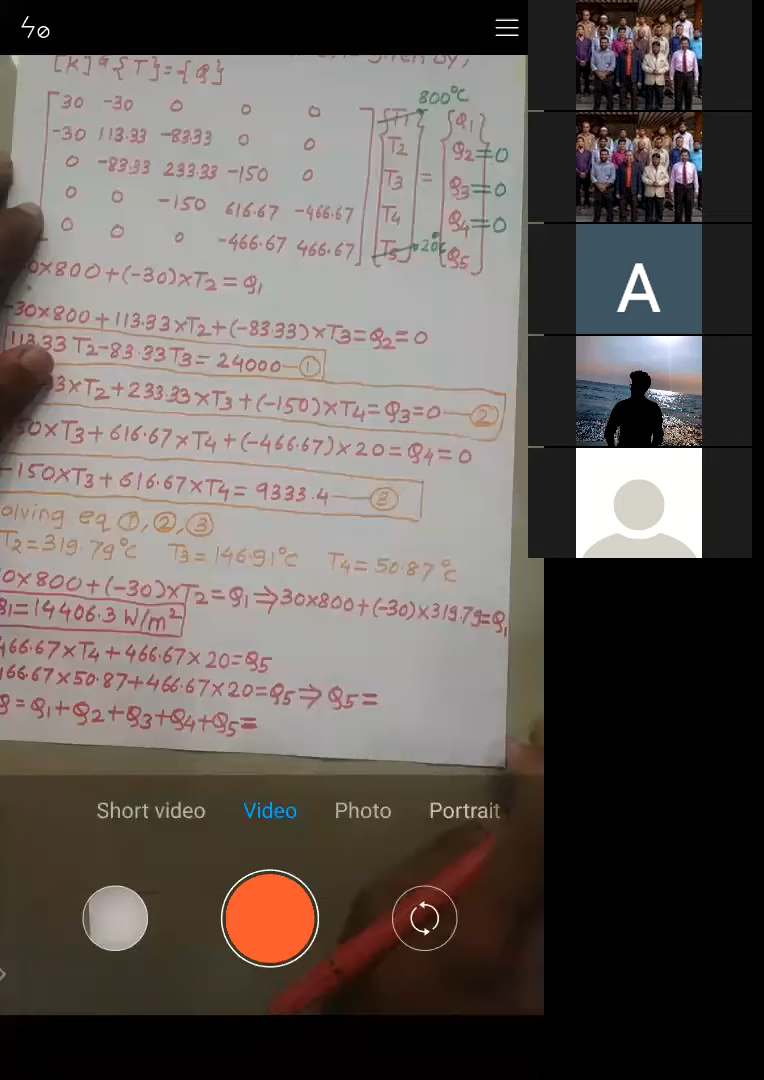 [K]*{T}={Q}
30 -30 0 0 0
-30 113.33 -83.33 0 0
0 -83.33 233.33 -150 0
0 0 -150 616.67 -466.67
0 0 0 -466.67 466.67
T1 800°C
T2
T3
T4
T5 20°C
=
Q1
Q2=0
Q3=0
Q4=0
Q5
0×800+(-30)×T2=Q1
-30×800+113.33×T2+(-83.33)×T3=Q2=0
113.33T2-83.33T3=24000—①
33×T2+233.33×T3+(-150)×T4=Q3=0—②
50×T3+616.67×T4+(-466.67)×20=Q4=0
-150×T3+616.67×T4=9333.4—③
olving eq ①,②,③
T2=319.79°C T3=146.91°C T4=50.87°C
0×800+(-30)×T2=Q1⇒30×800+(-30)×319.79=Q1
Q1=14406.3 W/m²
466.67×T4+466.67×20=Q5
466.67×50.87+466.67×20=Q5⇒Q5=
Q=Q1+Q2+Q3+Q4+Q5=
Short video Video Photo Portrait
A